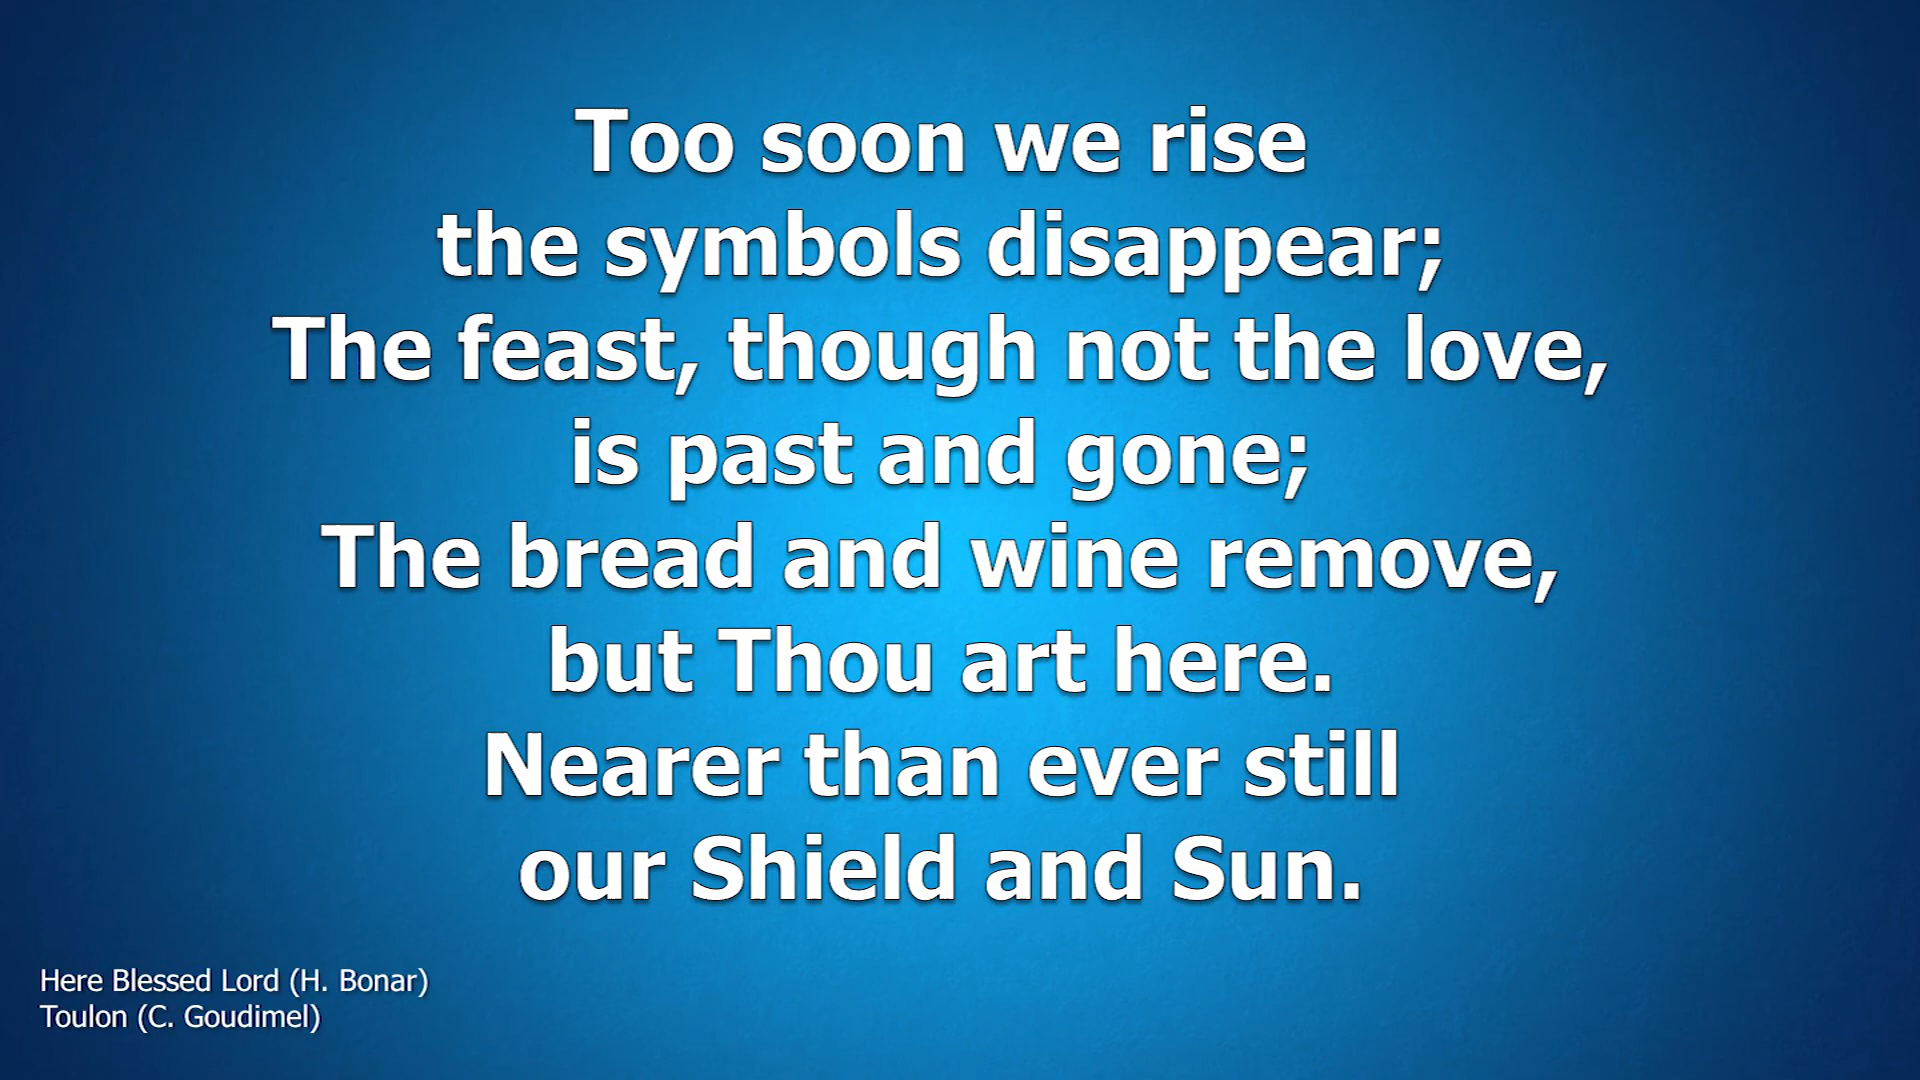 Too soon we rise
the symbols disappear;
The feast, though not the love,
is past and gone;
The bread and wine remove,
but Thou art here.
Nearer than ever still
our Shield and Sun.
Here Blessed Lord (H. Bonar)
Toulon (C. Goudimel)